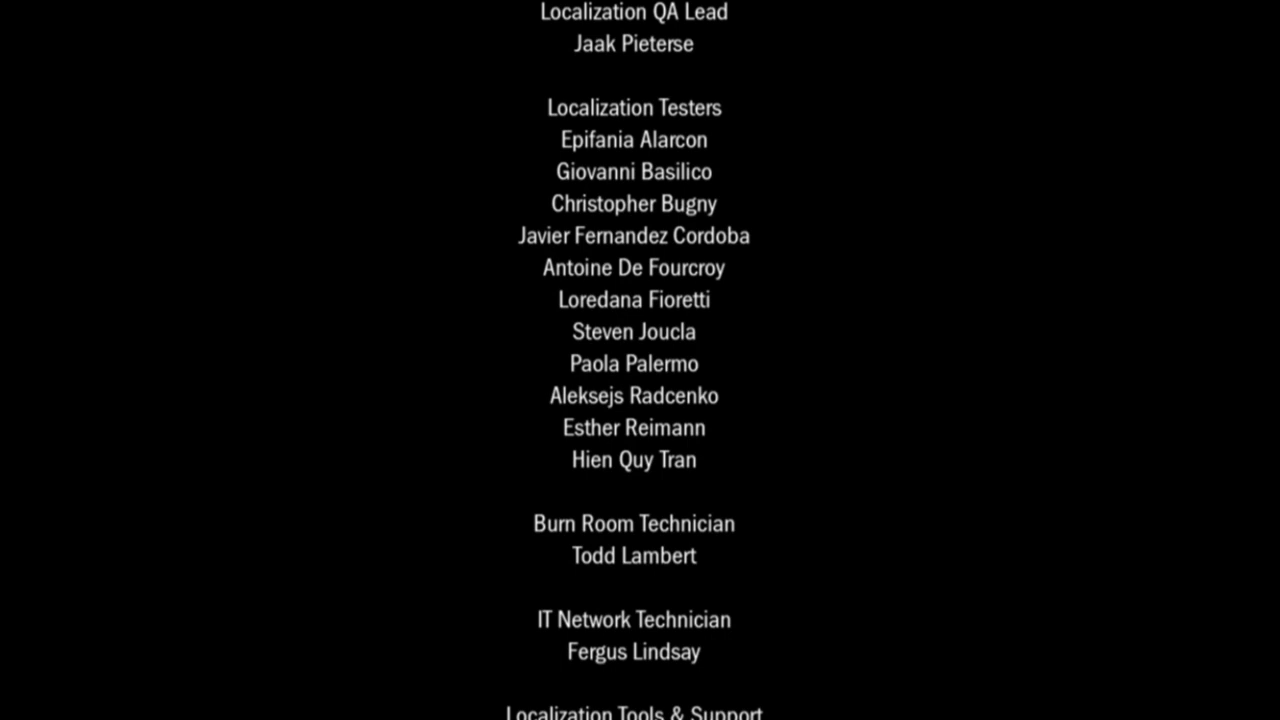 Localization QA Lead
Jaak Pieterse
Localization Testers
Epifania Alarcon
Giovanni Basilico
Christopher Bugny
Javier Fernandez Cordoba
Antoine De Fourcroy
Loredana Fioretti
Steven Joucla
Paola Palermo
Aleksejs Radcenko
Esther Reimann
Hien Quy Tran
Burn Room Technician
Todd Lambert
IT Network Technician
Fergus Lindsay
Localization Tools & Support